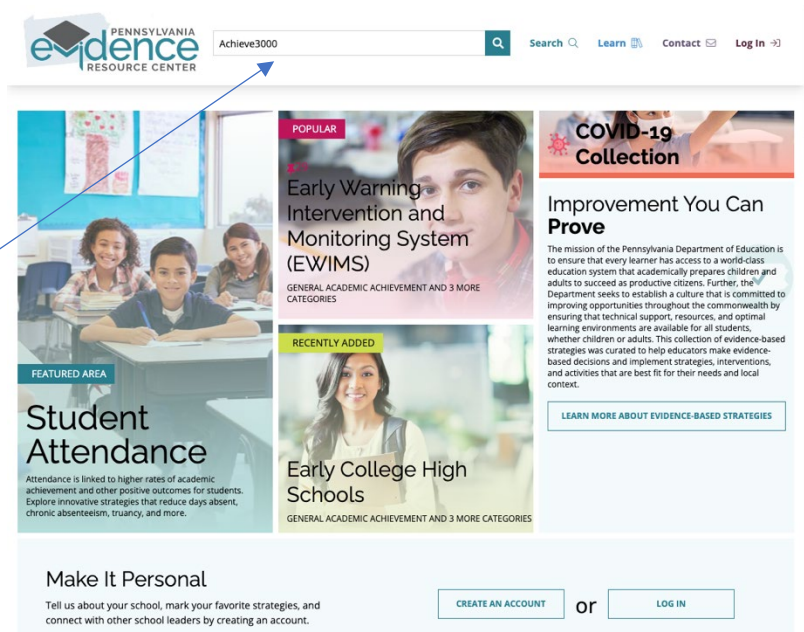 PENNSYLVANIA
evidence
RESOURCE CENTER
Achieve3000
Search
Learn
Contact
Log In
FEATURED AREA
Student
Attendance
Attendance is linked to higher rates of academic
achievement and other positive outcomes for students.
Explore innovative strategies that reduce days absent,
chronic absenteeism, truancy, and more.
POPULAR
Early Warning
Intervention and
Monitoring System
(EWIMS)
GENERAL ACADEMIC ACHIEVEMENT AND 3 MORE
CATEGORIES
RECENTLY ADDED
Early College High
Schools
GENERAL ACADEMIC ACHIEVEMENT AND 3 MORE CATEGORIES
COVID-19
Collection
Improvement You Can
Prove
The mission of the Pennsylvania Department of Education is
to ensure that every learner has access to a world-class
education system that academically prepares children and
adults to succeed as productive citizens. Further, the
Department seeks to establish a culture that is committed to
improving opportunities throughout the commonwealth by
ensuring that technical support, resources, and optimal
learning environments are available for all students,
whether children or adults. This collection of evidence-based
strategies was curated to help educators make evidence-
based decisions and implement strategies, interventions,
and activities that are best fit for their needs and local
context.
LEARN MORE ABOUT EVIDENCE-BASED STRATEGIES
Make It Personal
Tell us about your school, mark your favorite strategies, and
connect with other school leaders by creating an account.
CREATE AN ACCOUNT
or
LOG IN